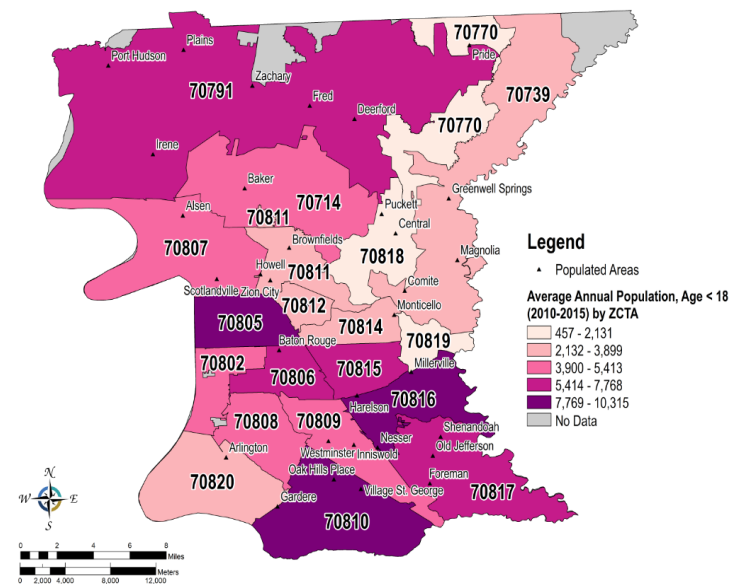 70770
Plains
Port Hudson
Pride
Zachary
70791
70739
Fred
Deerford
70770
Irene
Baker
Greenwell Springs
70714
Alsen
Puckett
70811
Central
Brownfields
70807
70818
Magnolia
Howell
70811
Comite
Scotlandville
Zion City
70812
Monticello
70805
70814
70819
Baton Rouge
Millerville
70802
70815
70806
70816
Harelson
70808
70809
Shenandoah
Nesser
Old Jefferson
Arlington
Westminster
Inniswold
Oak Hills Place
Foreman
70820
Village St. George
70817
Gardere
70810
Legend
Populated Areas
Average Annual Population, Age < 18
(2010-2015) by ZCTA
457 - 2,131
2,132 - 3,899
3,900 - 5,413
5,414 - 7,768
7,769 - 10,315
No Data
N
W
E
S
0 2 4 6 8
Miles
Meters
0 2,000 4,000 8,000 12,000